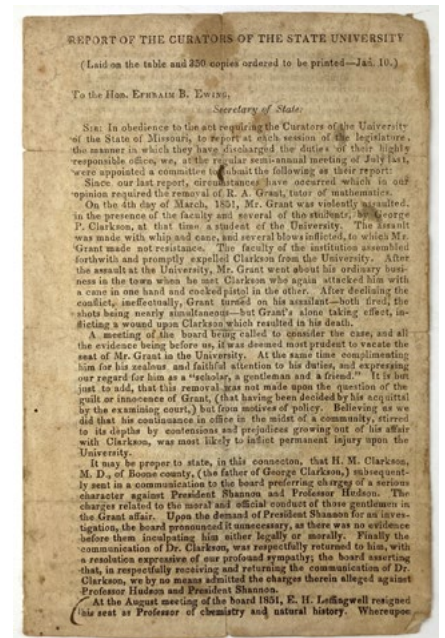 REPORT OF THE CURATORS OF THE STATE UNIVERSITY
(Laid on the table and 350 copies ordered to be printed—Jan. 10.)
To the Hon. EPHRAIM B. EWING,
Secretary of State:
SIR: In obedience to the act requiring the Curators of the University
of the State of Missouri, to report at each session of the legislature,
the manner in which they have discharged the duties of their highly
responsible office, we, at the regular semi-annual meeting of July last,
were appointed a committee to submit the following as their report:
Since our last report, circumstances have occurred which in our
opinion required the removal of R. A. Grant, tutor of mathematics.
On the 4th day of March, 1851, Mr. Grant was violently assaulted,
in the presence of the faculty and several of the students, by George
P. Clarkson, at that time a student of the University. The assault
was made with whip and cane, and several blows inflicted, to which Mr.
Grant made not resistance. The faculty of the institution assembled
forthwith and promptly expelled Clarkson from the University. After
the assault at the University, Mr. Grant went about his ordinary busi-
ness in the town when he met Clarkson who again attacked him with
a cane in one hand and cocked pistol in the other. After declining the
conflict, ineffectually, Grant turned on his assailant—both fired, the
shots being nearly simultaneous—but Grant's alone taking effect, in-
flicting a wound upon Clarkson which resulted in his death.
A meeting of the board being called to consider the case, and all
the evidence being before us, it was deemed most prudent to vacate the
seat of Mr. Grant in the University. At the same time complimenting
him for his zealous and faithful attention to his duties, and expressing
our regard for him as a "scholar, a gentleman and a friend." It is but
just to add, that this removal was not made upon the question of the
guilt or innocence of Grant, (that having been decided by his acquittal
by the examining court,) but from motives of policy. Believing as we
did that his continuance in office in the midst of a community, stirred
to its depths by contensions and prejudices growing out of his affair
with Clarkson, was most likely to inflict permanent injury upon the
University.
It may be proper to state, in this connecton, that H. M. Clarkson,
M. D., of Boone county, (the father of George Clarkson,) subsequent-
ly sent in a communication to the board preferring charges of a serious
character against President Shannon and Professor Hudson. The
charges related to the moral and official conduct of those gentlemen in
the Grant affair. Upon the demand of President Shannon for an inves-
tigation, the board pronounced it unnecessary, as there was no evidence
before them inculpating him either legally or morally. Finally the
communication of Dr. Clarkson, was respectfully returned to him, with
a resolution expressive of our profound sympathy; the board asserting
that, in respectfully receiving and returning the communication of Dr.
Clarkson, we by no means admitted the charges therein alleged against
Professor Hudson and President Shannon.
At the August meeting of the board 1851, E. H. Leffingwell resigned
his seat as Professor of chemistry and natural history. Whereupon